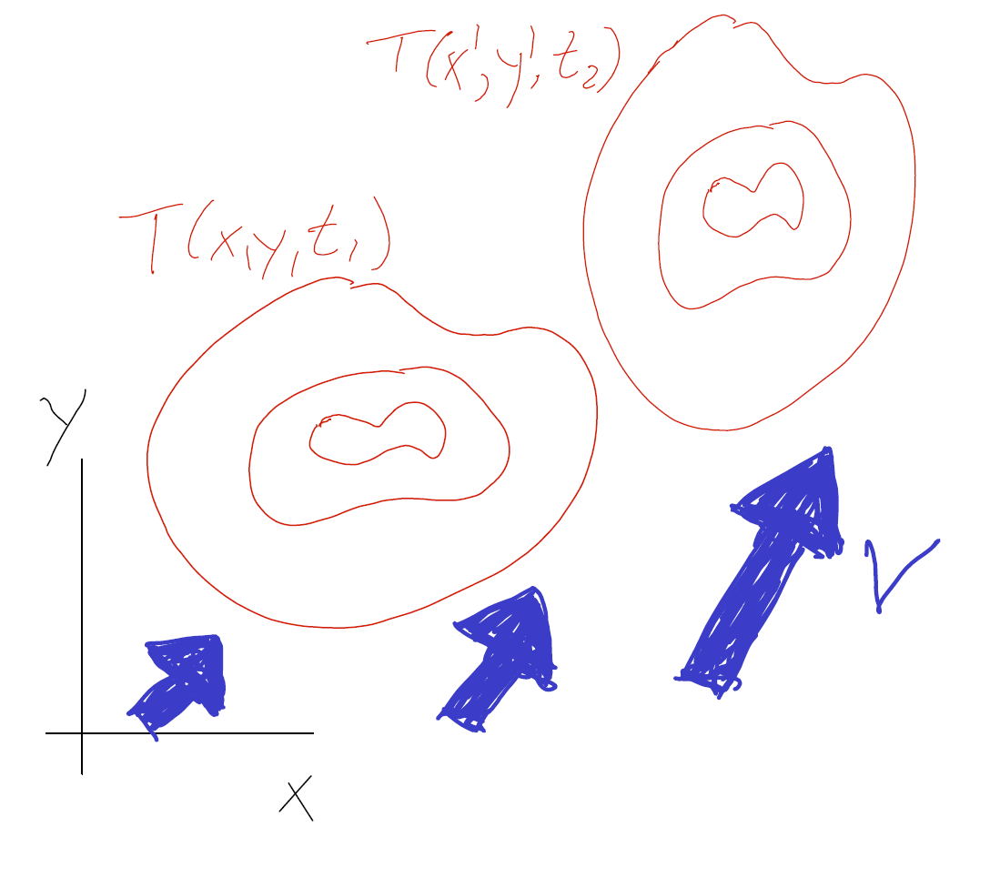 T(x',y',t₂)
T(x,y,t₁)
y
V
x